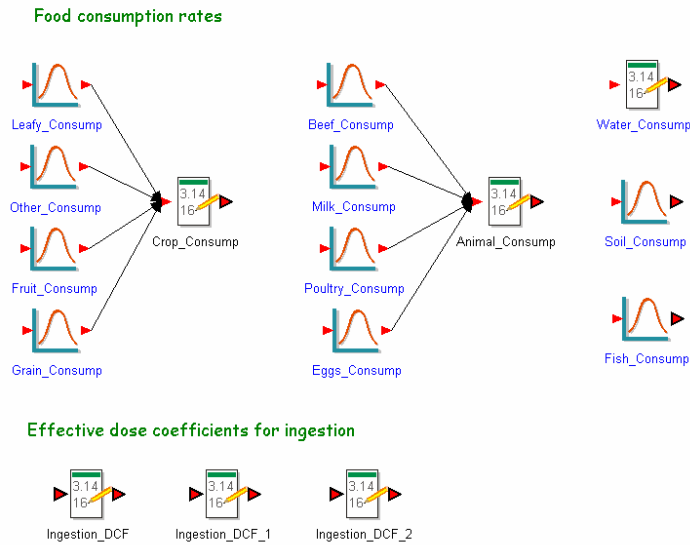 Food consumption rates
3.14
16
Leafy_Consump
Beef_Consump
Water_Consump
3.14
16
3.14
16
Other_Consump
Milk_Consump
Crop_Consump
Animal_Consump
Soil_Consump
Fruit_Consump
Poultry_Consump
Grain_Consump
Eggs_Consump
Fish_Consump
Effective dose coefficients for ingestion
3.14
16
3.14
16
3.14
16
Ingestion_DCF
Ingestion_DCF_1
Ingestion_DCF_2